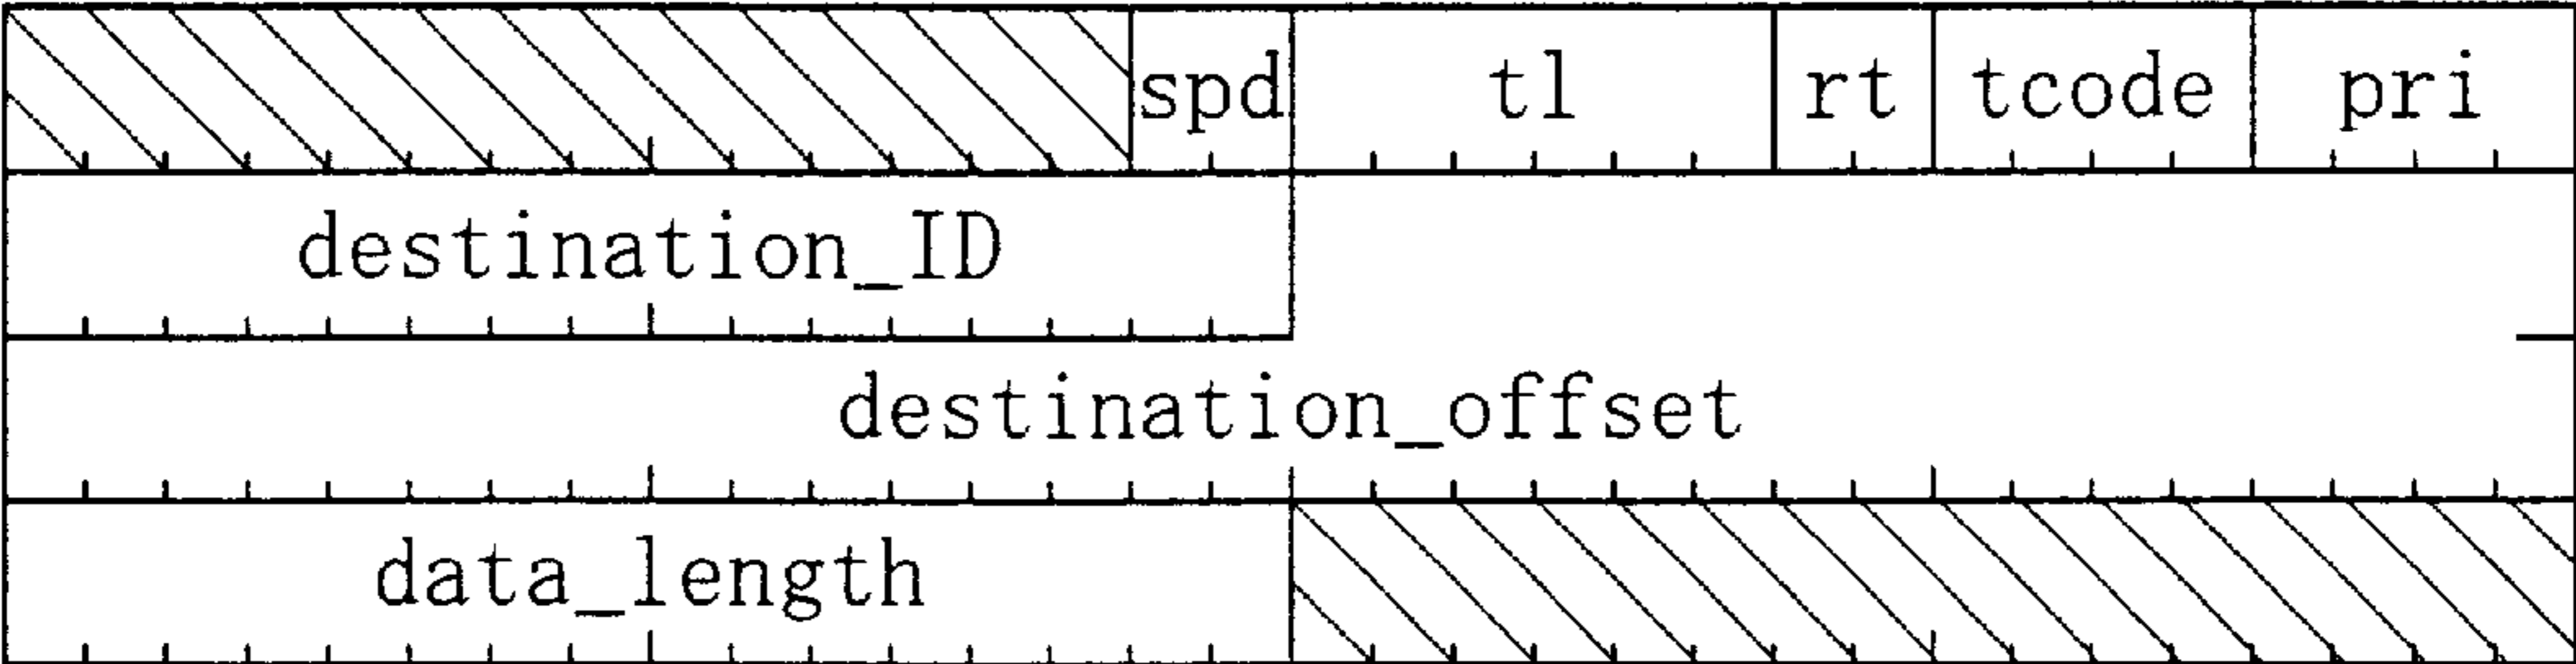 spd tl rt tcode pri
destination_ID
destination_offset
data_length